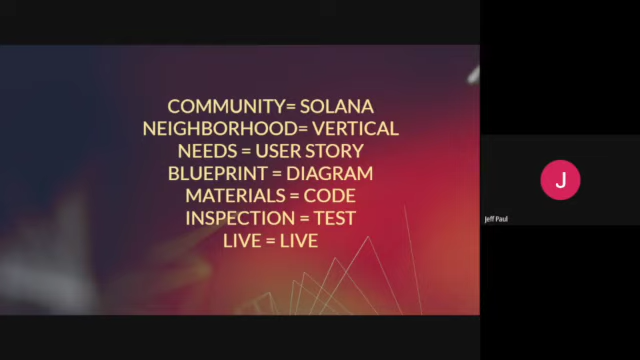 COMMUNITY= SOLANA
NEIGHBORHOOD= VERTICAL
NEEDS = USER STORY
BLUEPRINT = DIAGRAM
MATERIALS = CODE
INSPECTION = TEST
LIVE = LIVE
J
Jeff Paul